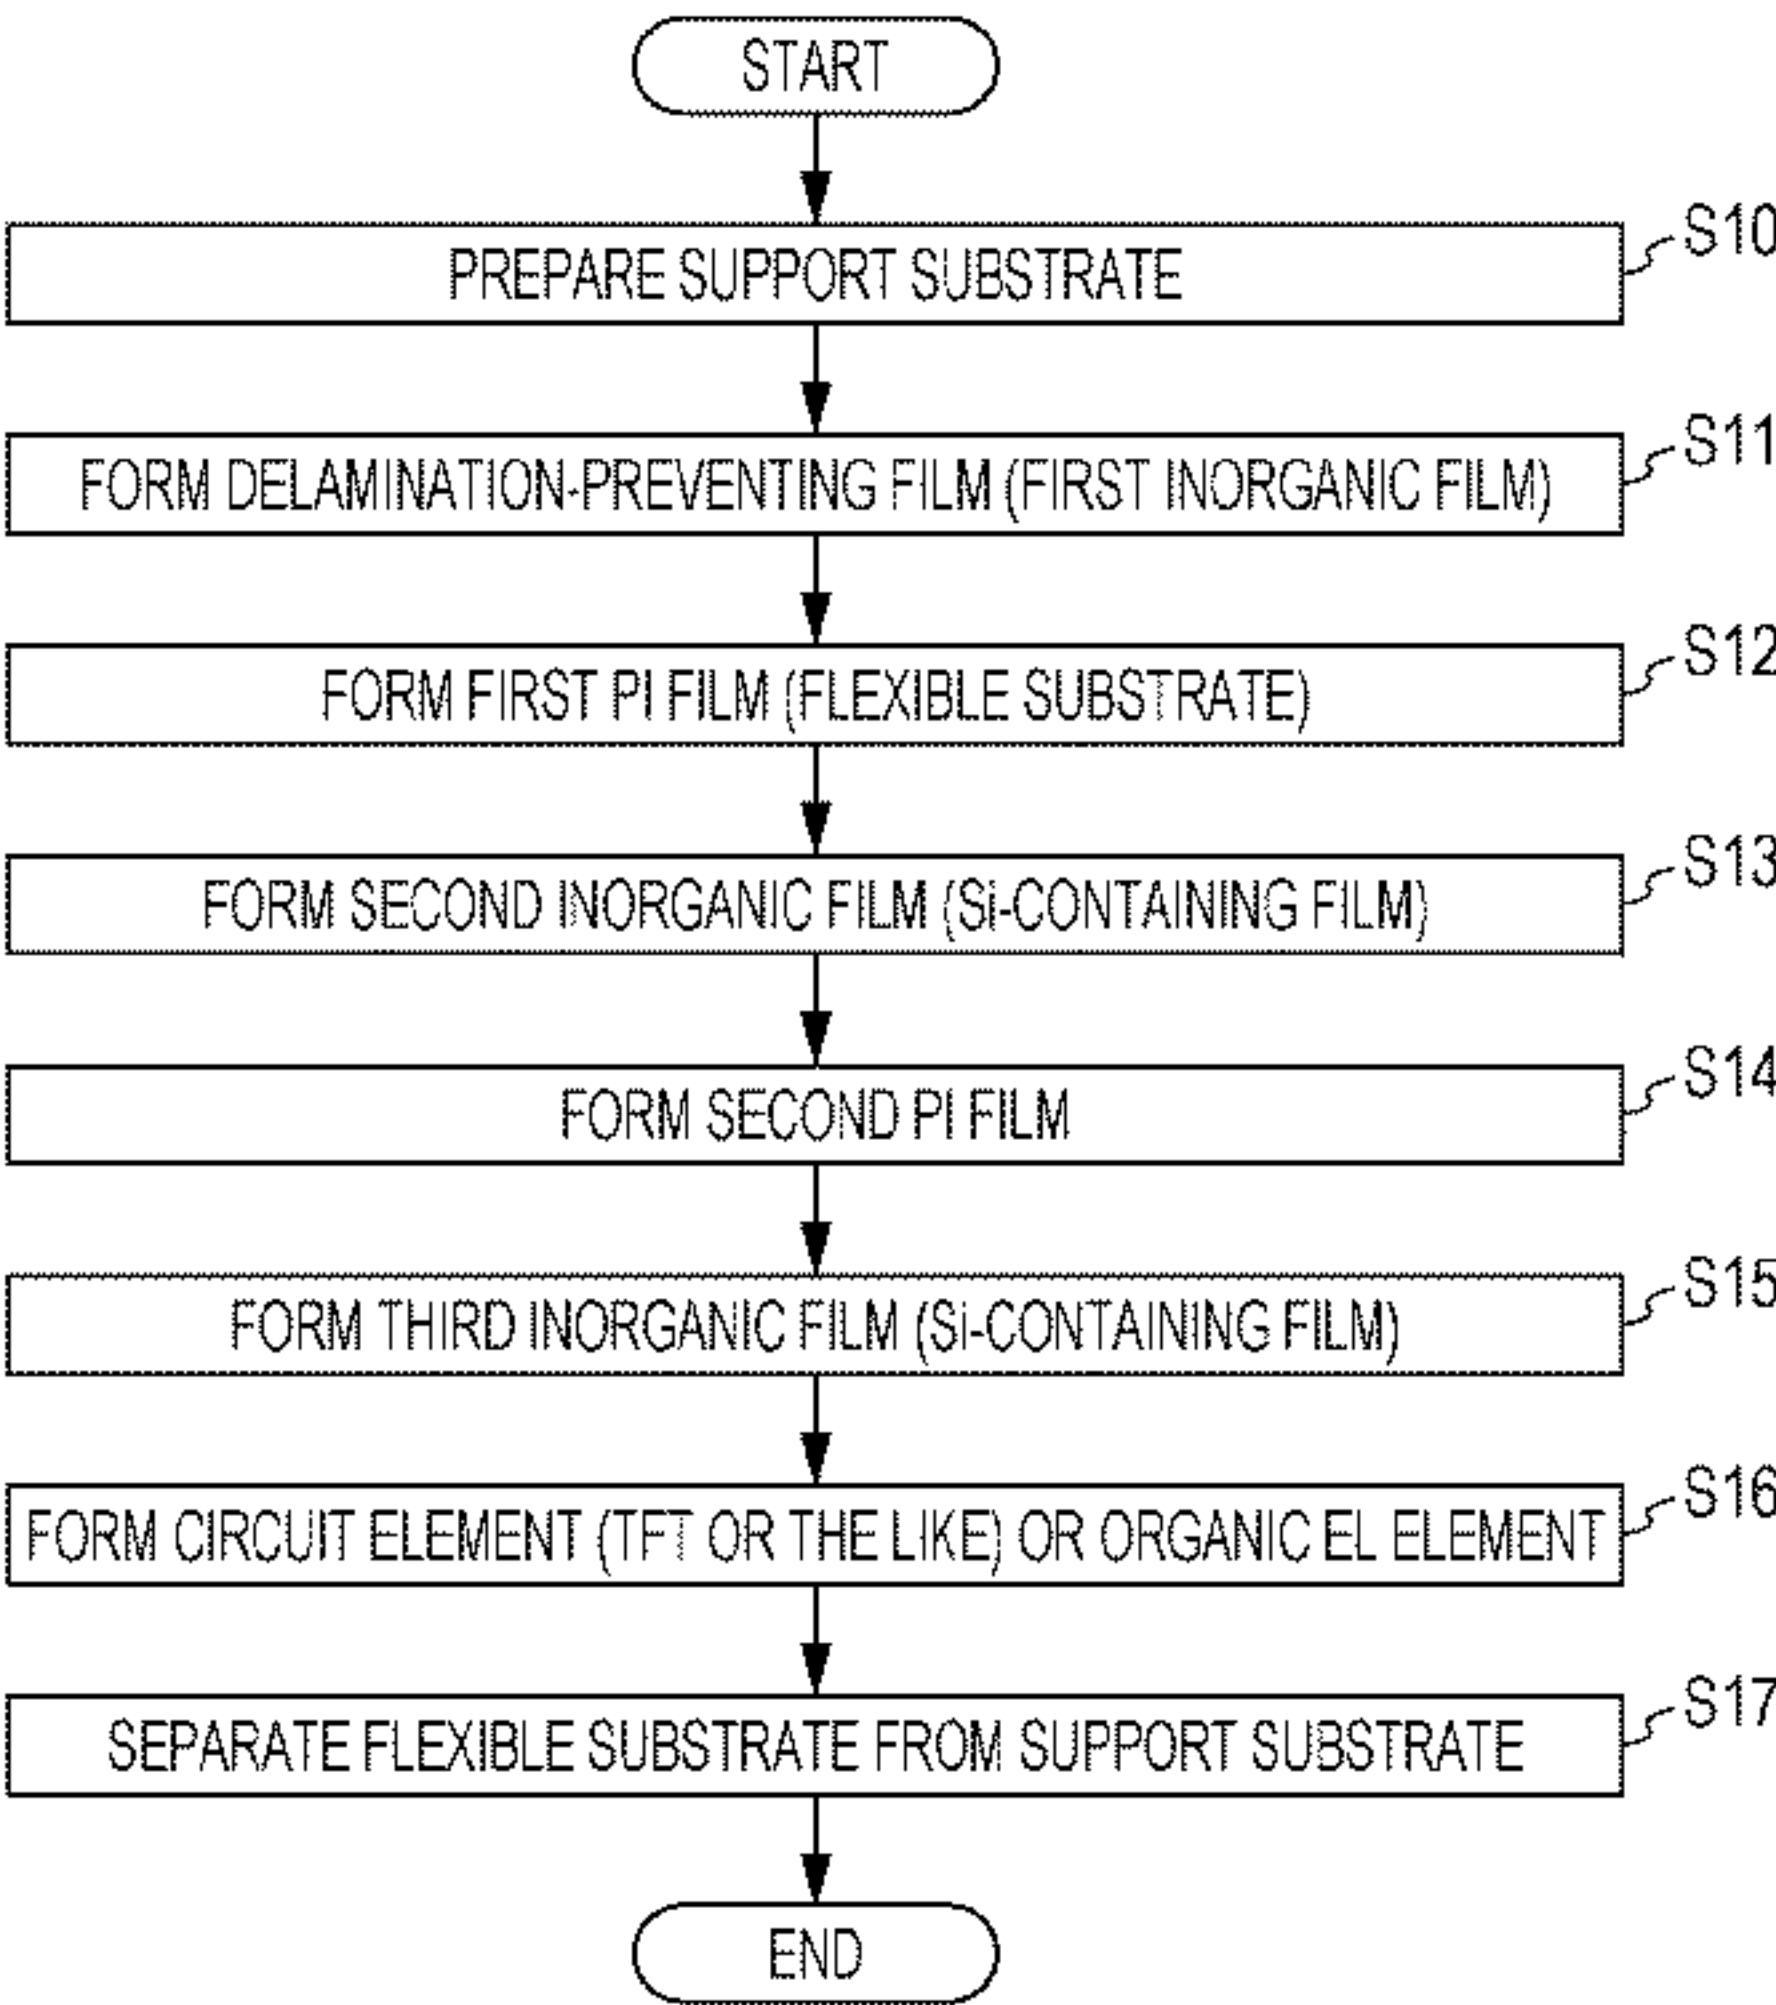 START
PREPARE SUPPORT SUBSTRATE
S10
FORM DELAMINATION-PREVENTING FILM (FIRST INORGANIC FILM)
S11
FORM FIRST PI FILM (FLEXIBLE SUBSTRATE)
S12
FORM SECOND INORGANIC FILM (Si-CONTAINING FILM)
S13
FORM SECOND PI FILM
S14
FORM THIRD INORGANIC FILM (Si-CONTAINING FILM)
S15
FORM CIRCUIT ELEMENT (TFT OR THE LIKE) OR ORGANIC EL ELEMENT
S16
SEPARATE FLEXIBLE SUBSTRATE FROM SUPPORT SUBSTRATE
S17
END